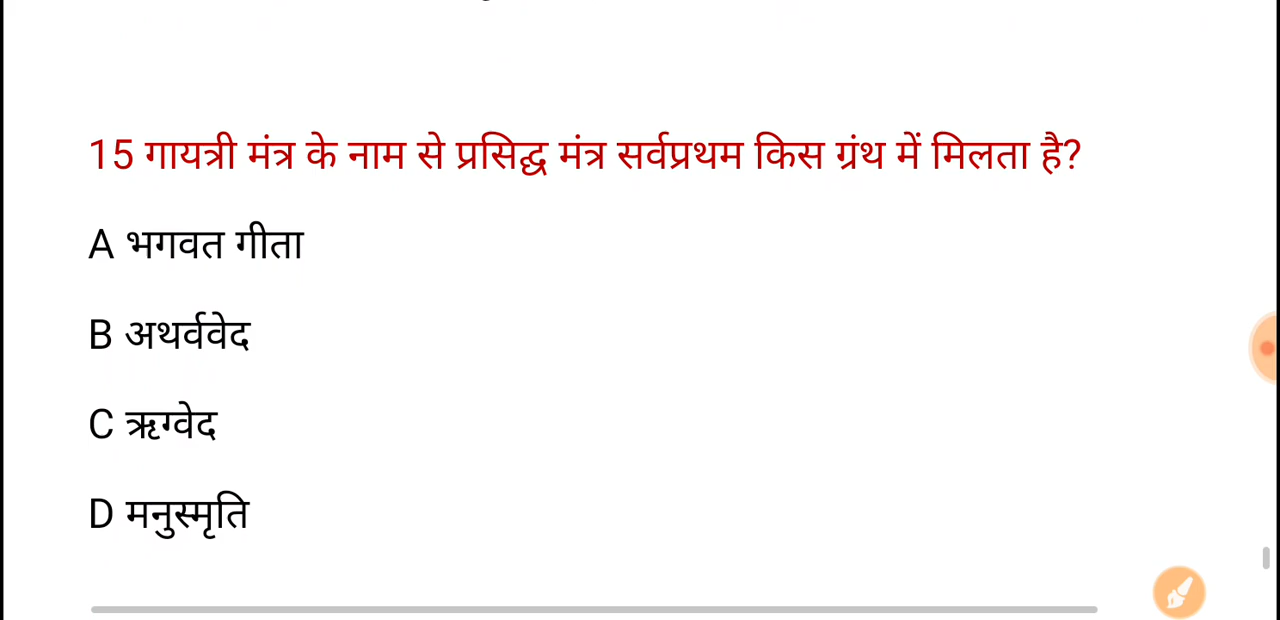 15 गायत्री मंत्र के नाम से प्रसिद्ध मंत्र सर्वप्रथम किस ग्रंथ में मिलता है?
A भगवत गीता
B अथर्ववेद
C ऋग्वेद
D मनुस्मृति